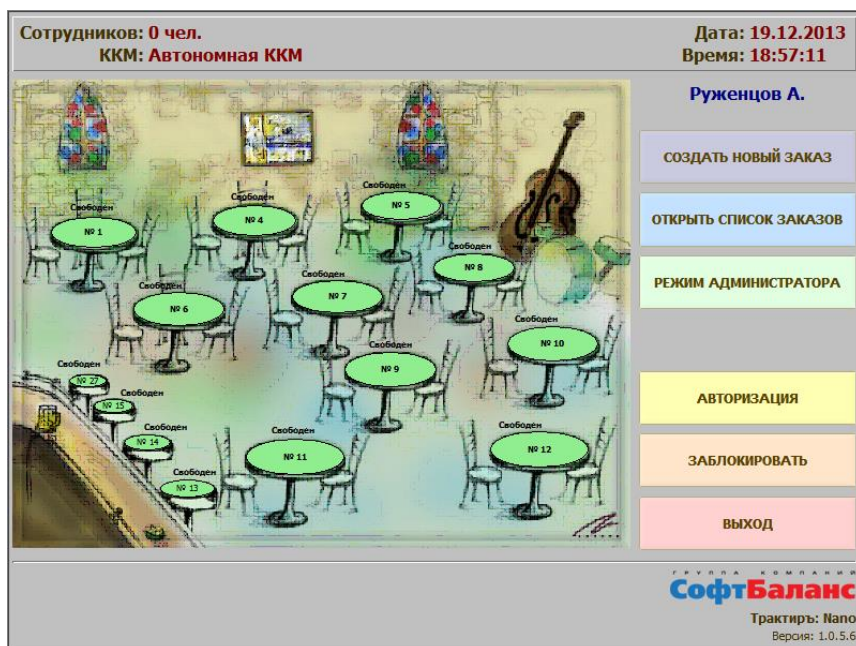 Сотрудников: 0 чел.
ККМ: Автономная ККМ
Дата: 19.12.2013
Время: 18:57:11
Руженцов А.
СОЗДАТЬ НОВЫЙ ЗАКАЗ
ОТКРЫТЬ СПИСОК ЗАКАЗОВ
РЕЖИМ АДМИНИСТРАТОРА
АВТОРИЗАЦИЯ
ЗАБЛОКИРОВАТЬ
ВЫХОД
Свободен
№ 5
Свободен
№ 4
Свободен
№ 1
Свободен
№ 8
Свободен
№ 7
Свободен
№ 6
Свободен
№ 10
Свободен
№ 9
Свободен
№ 27
Свободен
№ 15
Свободен
№ 14
Свободен
№ 11
Свободен
№ 12
Свободен
№ 13
ГРУППА КОМПАНИЙ
СофтБаланс
Трактиръ: Nano
Версия: 1.0.5.6